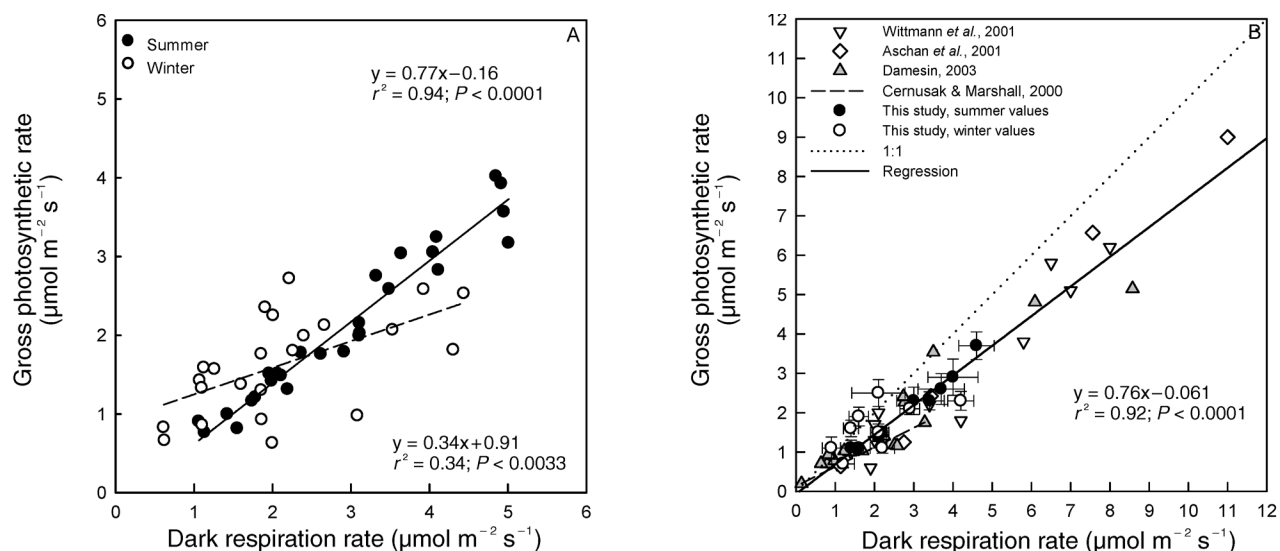 A
Summer
Winter
y = 0.77x−0.16
r² = 0.94; P < 0.0001
y = 0.34x+0.91
r² = 0.34; P < 0.0033
Gross photosynthetic rate
(µmol m⁻² s⁻¹)
6
5
4
3
2
1
0
0 1 2 3 4 5 6
Dark respiration rate (µmol m⁻² s⁻¹)
B
Wittmann et al., 2001
Aschan et al., 2001
Damesin, 2003
Cernusak & Marshall, 2000
This study, summer values
This study, winter values
1:1
Regression
y = 0.76x−0.061
r² = 0.92; P < 0.0001
Gross photosynthetic rate
(µmol m⁻² s⁻¹)
12
11
10
9
8
7
6
5
4
3
2
1
0
0 1 2 3 4 5 6 7 8 9 10 11 12
Dark respiration rate (µmol m⁻² s⁻¹)